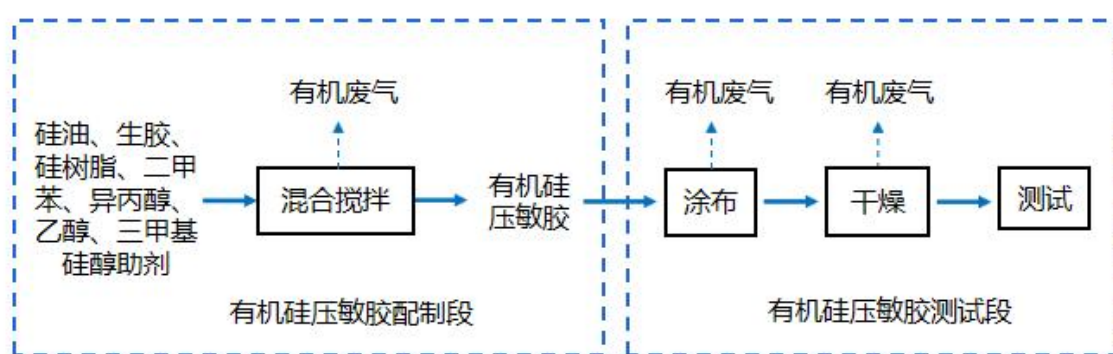 有机废气
有机废气
有机废气
硅油、生胶、
硅树脂、二甲
苯、异丙醇、
乙醇、三甲基
硅醇助剂
混合搅拌
有机硅
压敏胶
涂布
干燥
测试
有机硅压敏胶配制段
有机硅压敏胶测试段